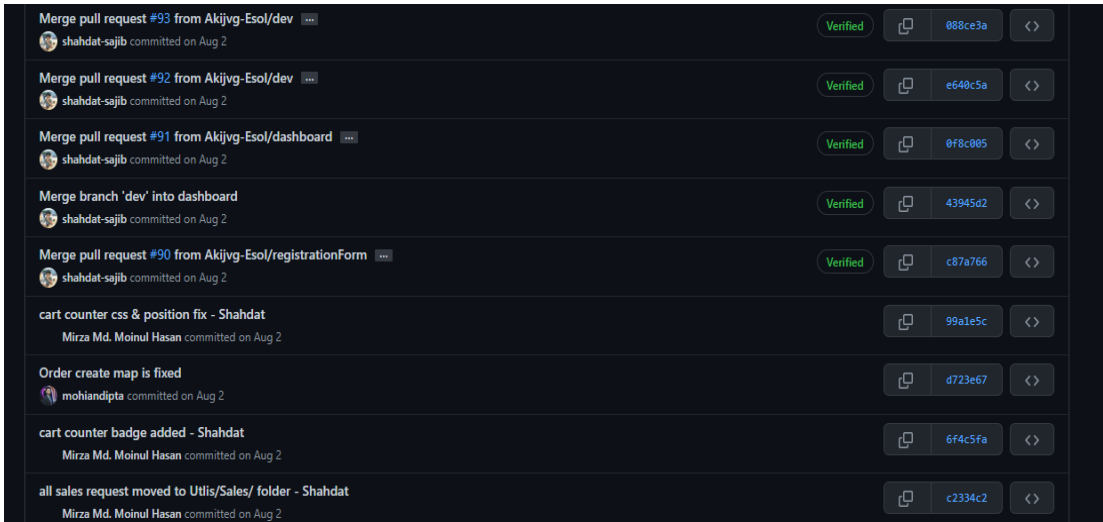 Merge pull request #93 from Akijvg-Esol/dev ...
Verified
088ce3a
shahdat-sajib committed on Aug 2
Merge pull request #92 from Akijvg-Esol/dev ...
Verified
e640c5a
shahdat-sajib committed on Aug 2
Merge pull request #91 from Akijvg-Esol/dashboard ...
Verified
0f8c005
shahdat-sajib committed on Aug 2
Merge branch 'dev' into dashboard
Verified
43945d2
shahdat-sajib committed on Aug 2
Merge pull request #90 from Akijvg-Esol/registrationForm ...
Verified
c87a766
shahdat-sajib committed on Aug 2
cart counter css & position fix - Shahdat
99a1e5c
Mirza Md. Moinul Hasan committed on Aug 2
Order create map is fixed
d723e67
mohiandipta committed on Aug 2
cart counter badge added - Shahdat
6f4c5fa
Mirza Md. Moinul Hasan committed on Aug 2
all sales request moved to Utlis/Sales/ folder - Shahdat
c2334c2
Mirza Md. Moinul Hasan committed on Aug 2